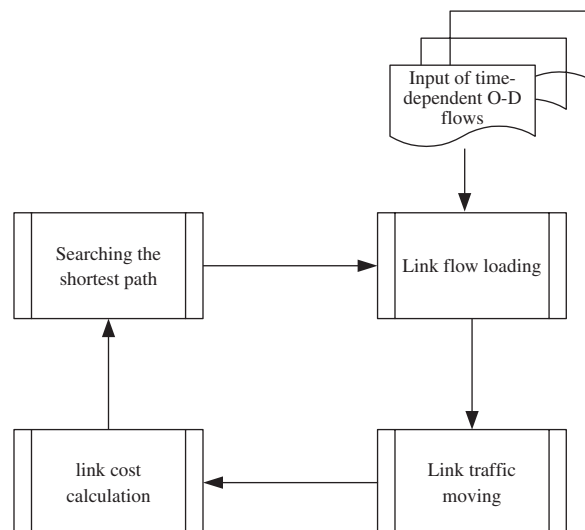 Input of time-
dependent O-D
flows
Searching the
shortest path
Link flow loading
link cost
calculation
Link traffic
moving